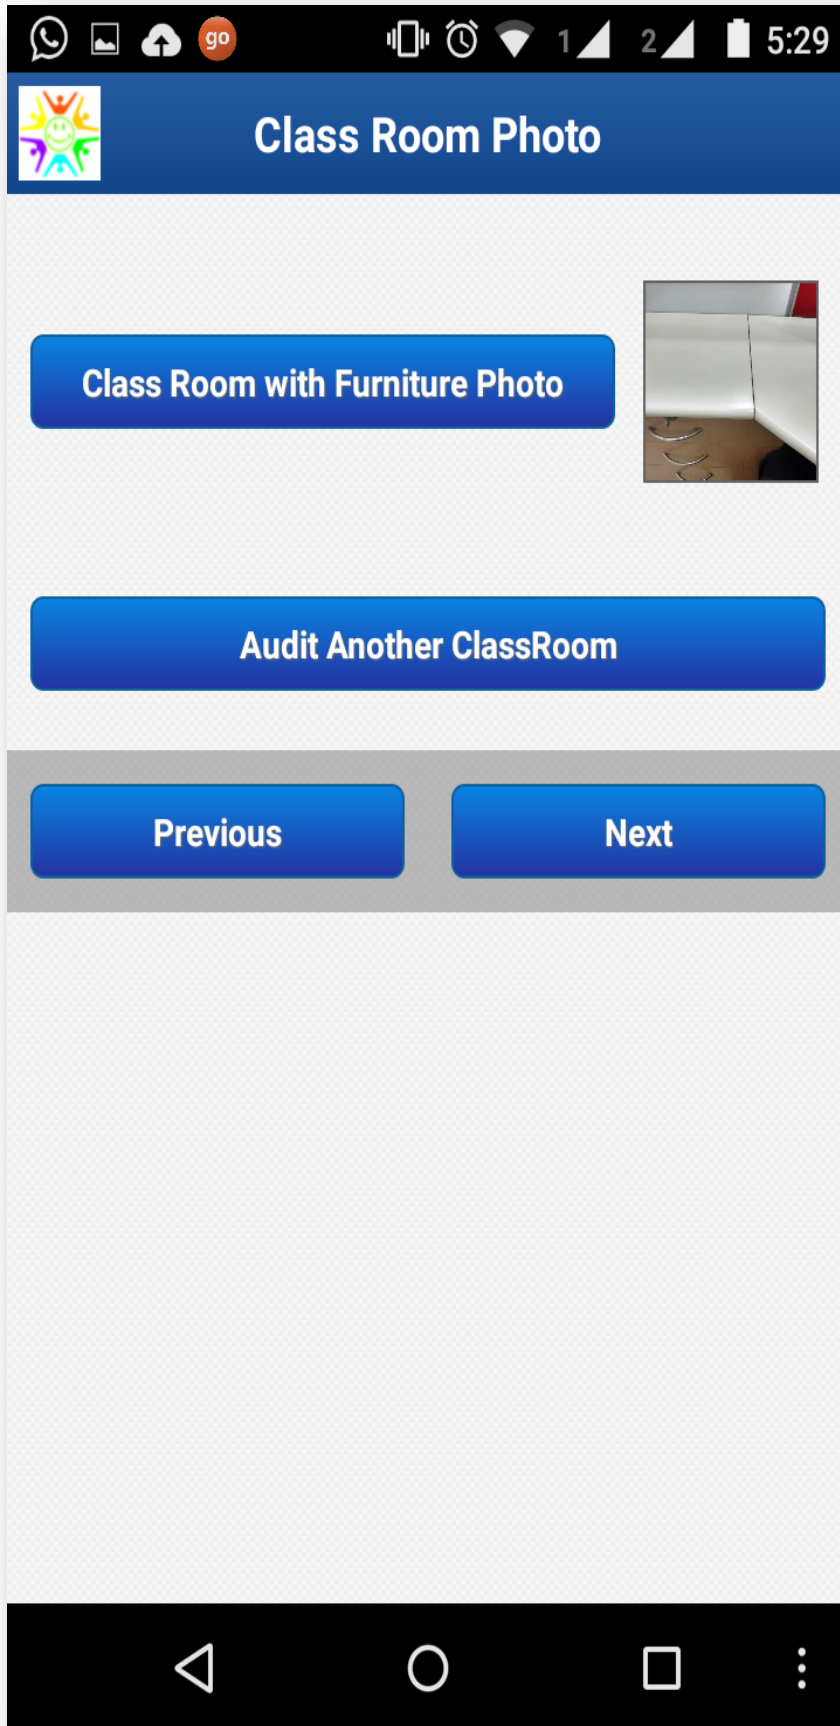 go 1 2 5:29
Class Room Photo
Class Room with Furniture Photo
Audit Another ClassRoom
Previous Next